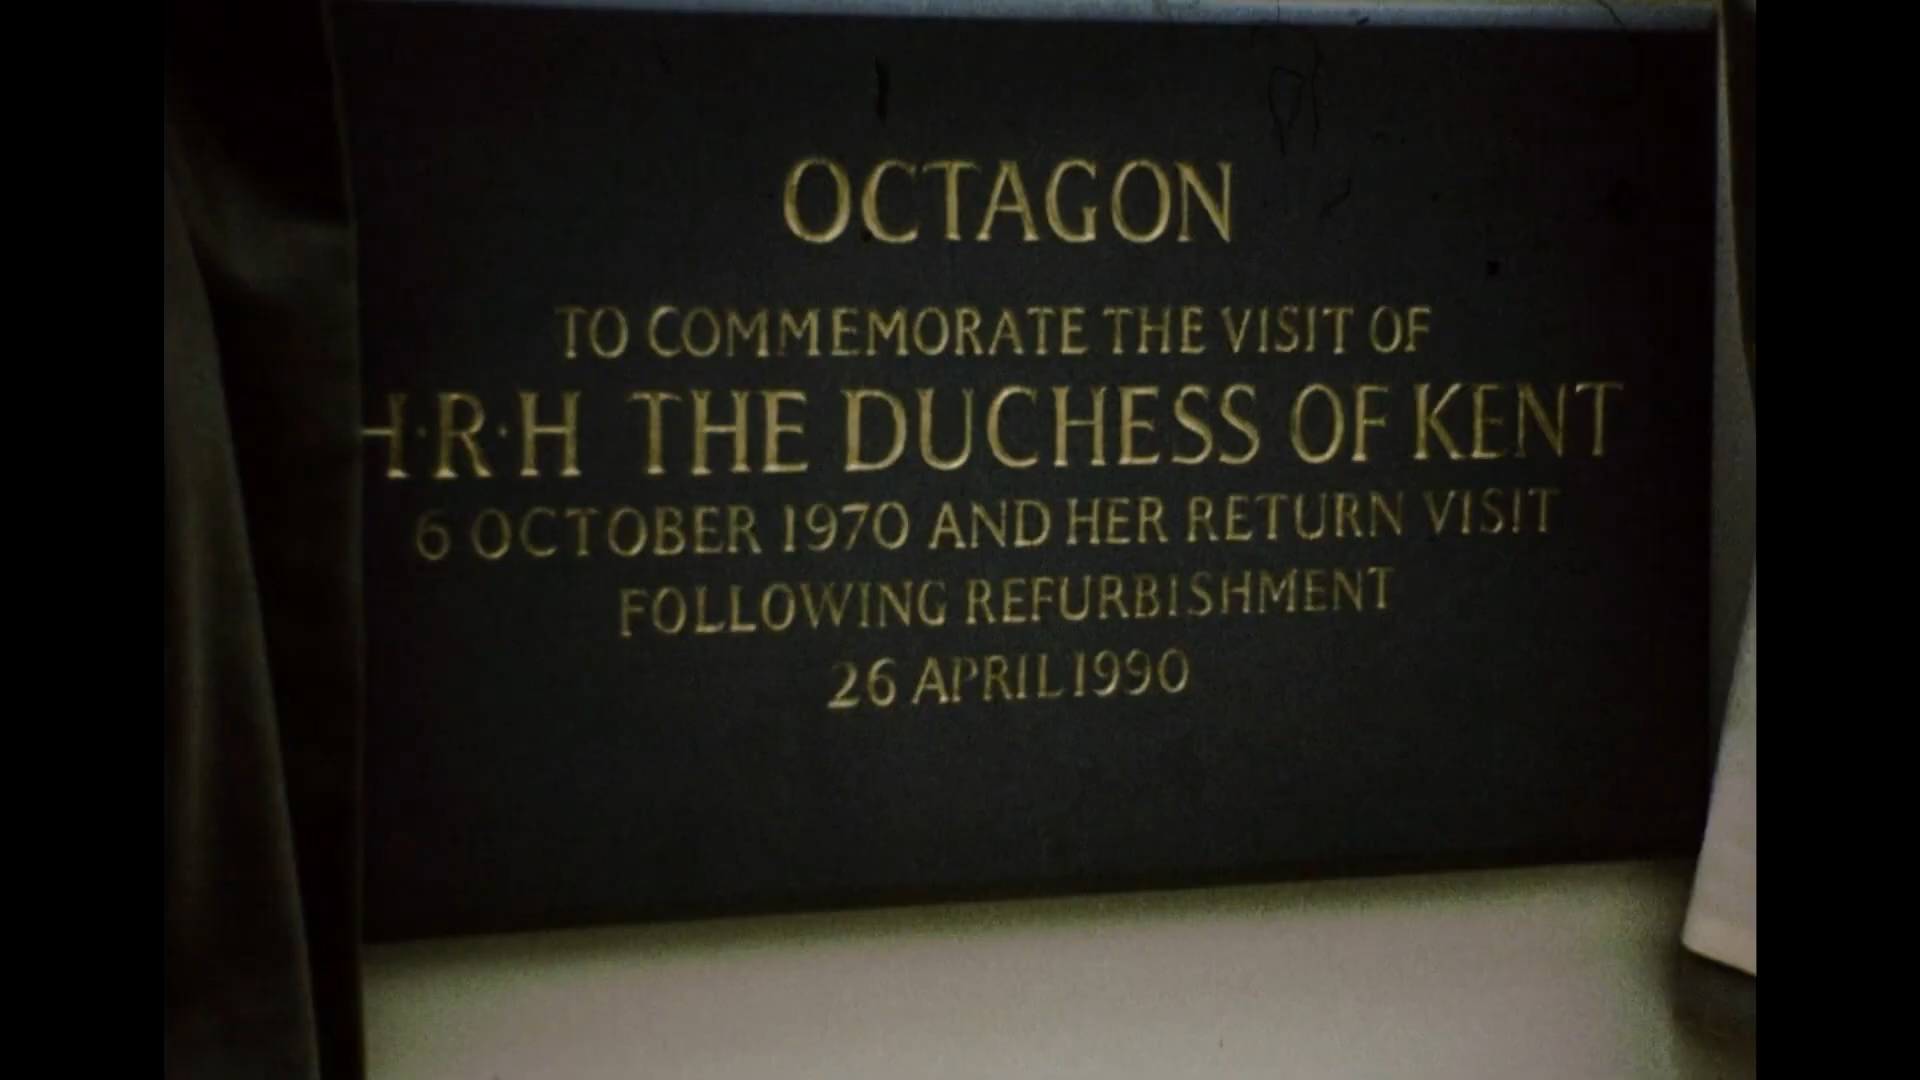 OCTAGON
TO COMMEMORATE THE VISIT OF
H·R·H THE DUCHESS OF KENT
6 OCTOBER 1970 AND HER RETURN VISIT
FOLLOWING REFURBISHMENT
26 APRIL 1990